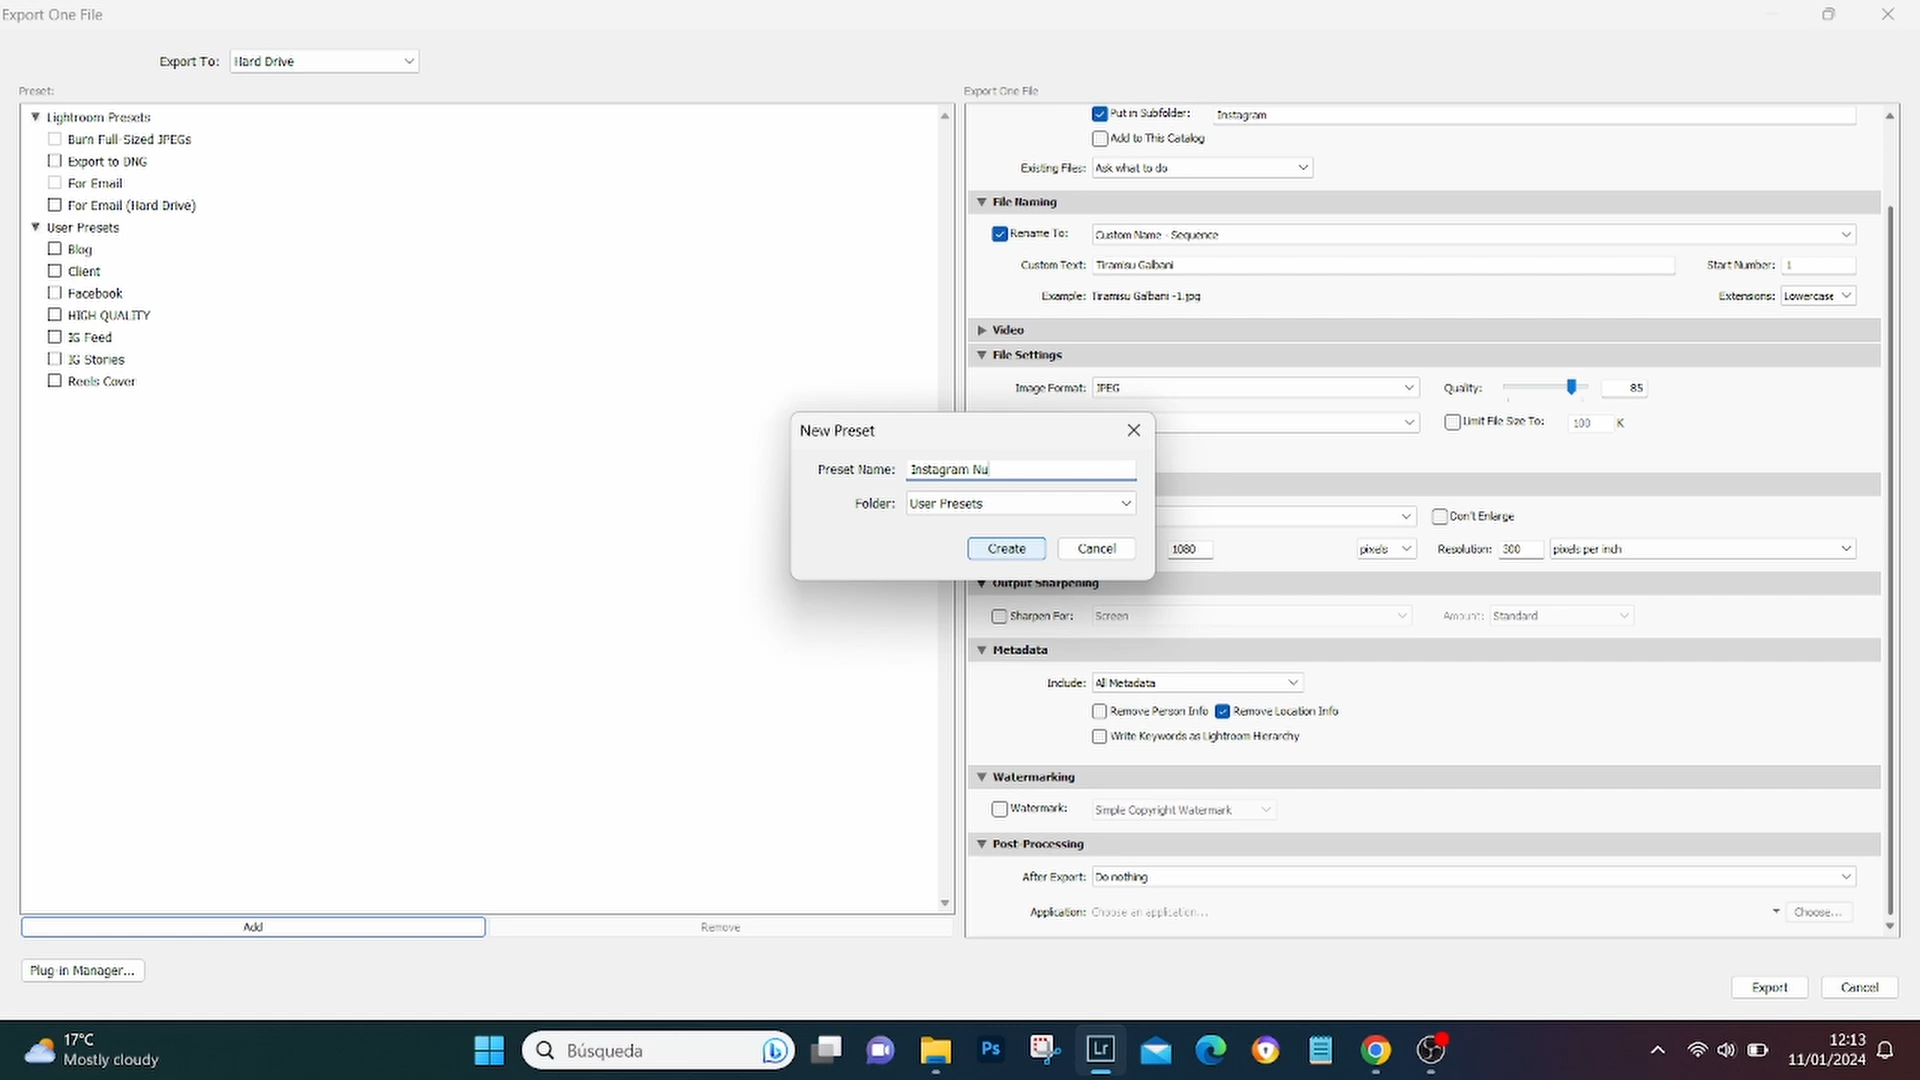 Export One File
Export To: Hard Drive
Preset:
Lightroom Presets
Burn Full-Sized JPEGs
Export to DNG
For Email
For Email (Hard Drive)
User Presets
Blog
Client
Facebook
HIGH QUALITY
IG Feed
IG Stories
Reels Cover
Add
Remove
Plug-in Manager...
Export One File
Put in Subfolder: Instagram
Add to This Catalog
Existing Files: Ask what to do
File Naming
Rename To: Custom Name - Sequence
Custom Text: Tiramisu Galbani Start Number: 1
Example: Tiramisu Galbani -1.jpg Extensions: Lowercase
Video
File Settings
Image Format: JPEG Quality: 85
Limit File Size To: 100 K
New Preset
Preset Name: Instagram Nu
Folder: User Presets
Create Cancel
Don't Enlarge
1080 pixels Resolution: 300 pixels per inch
Output Sharpening
Sharpen For: Screen Amount: Standard
Metadata
Include: All Metadata
Remove Person Info Remove Location Info
Write Keywords as Lightroom Hierarchy
Watermarking
Watermark: Simple Copyright Watermark
Post-Processing
After Export: Do nothing
Application: Choose an application... Choose...
Export Cancel
17°C
Mostly cloudy
Búsqueda
Ps
Lr
12:13
11/01/2024